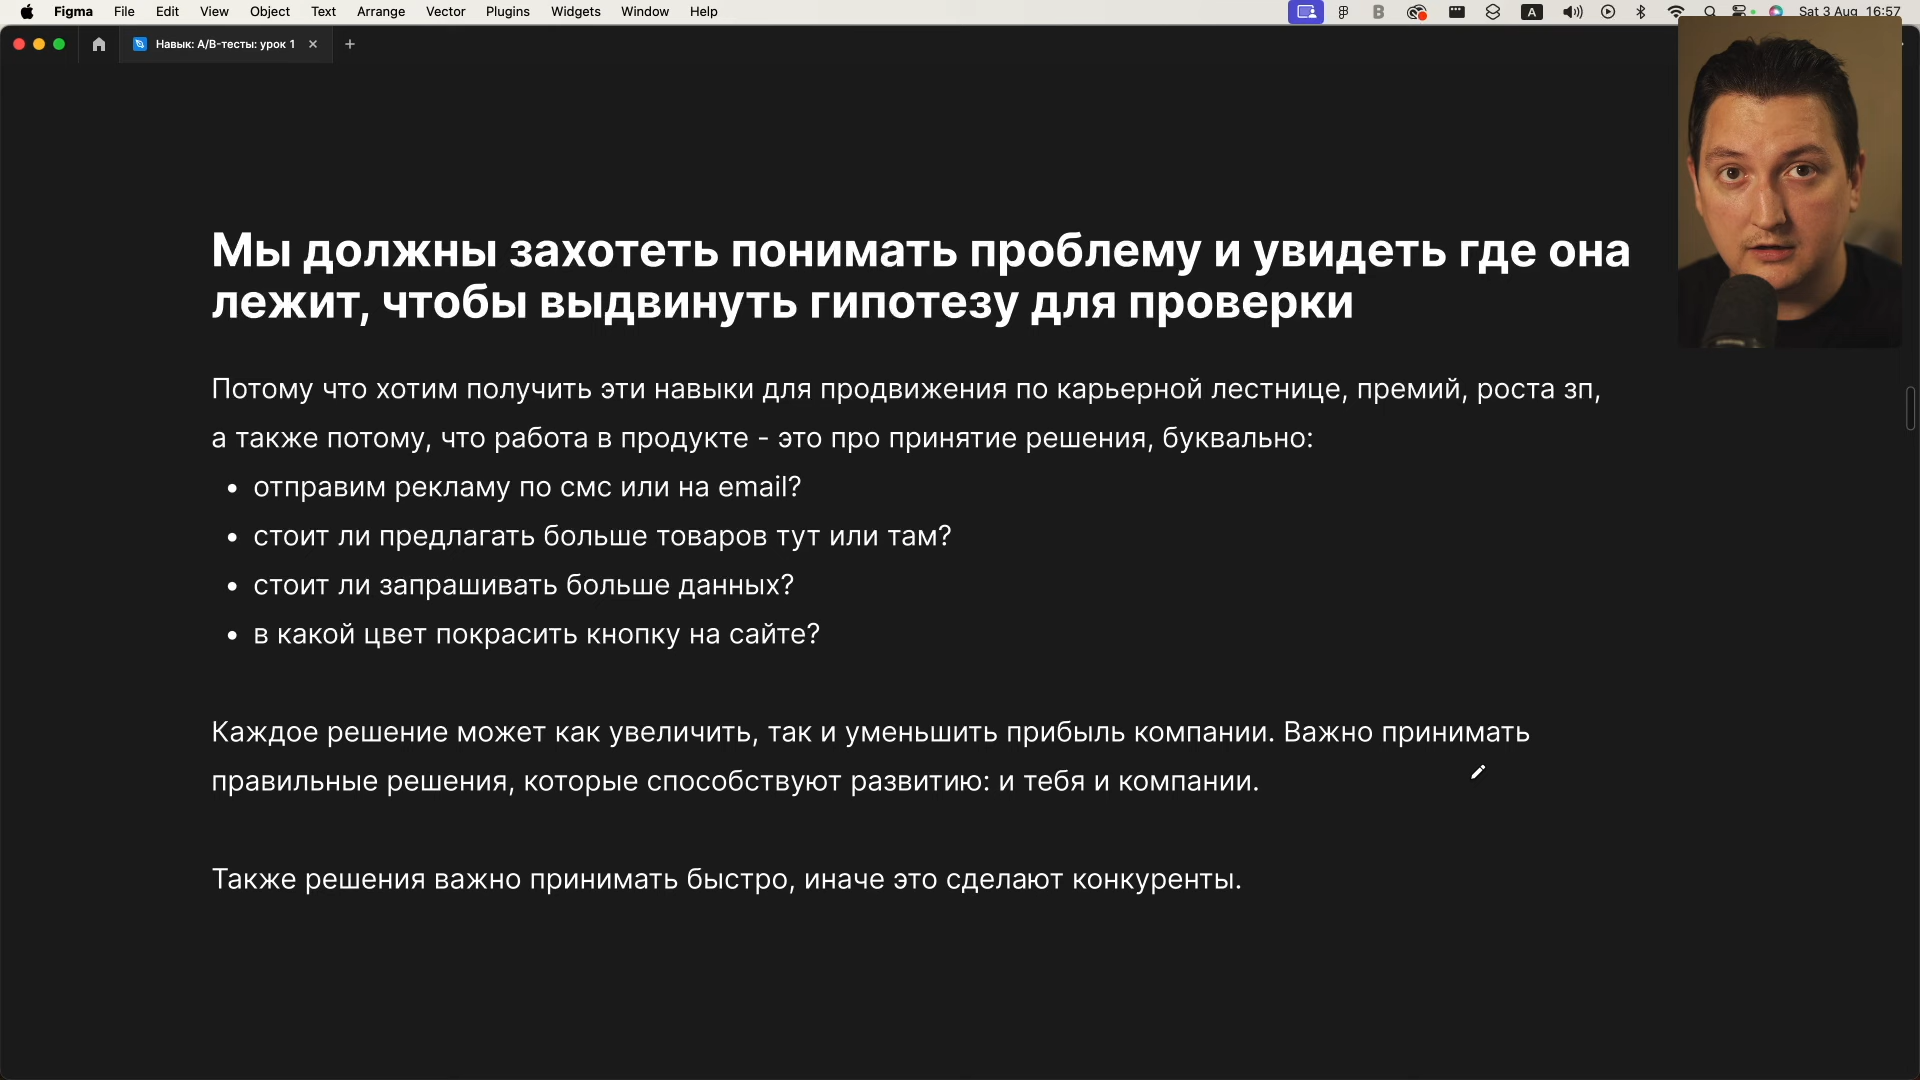 Figma File Edit View Object Text Arrange Vector Plugins Widgets Window Help A Sat 3 Aug 16:57
Навык: A/B-тесты: урок 1
Мы должны захотеть понимать проблему и увидеть где она
лежит, чтобы выдвинуть гипотезу для проверки
Потому что хотим получить эти навыки для продвижения по карьерной лестнице, премий, роста зп,
а также потому, что работа в продукте - это про принятие решения, буквально:
• отправим рекламу по смс или на email?
• стоит ли предлагать больше товаров тут или там?
• стоит ли запрашивать больше данных?
• в какой цвет покрасить кнопку на сайте?
Каждое решение может как увеличить, так и уменьшить прибыль компании. Важно принимать
правильные решения, которые способствуют развитию: и тебя и компании.
Также решения важно принимать быстро, иначе это сделают конкуренты.